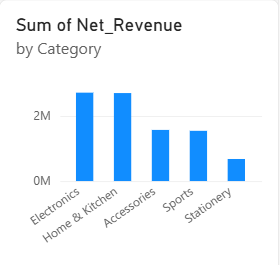 Sum of Net_Revenue
by Category
2M
0M
Electronics
Home & Kitchen
Accessories
Sports
Stationery